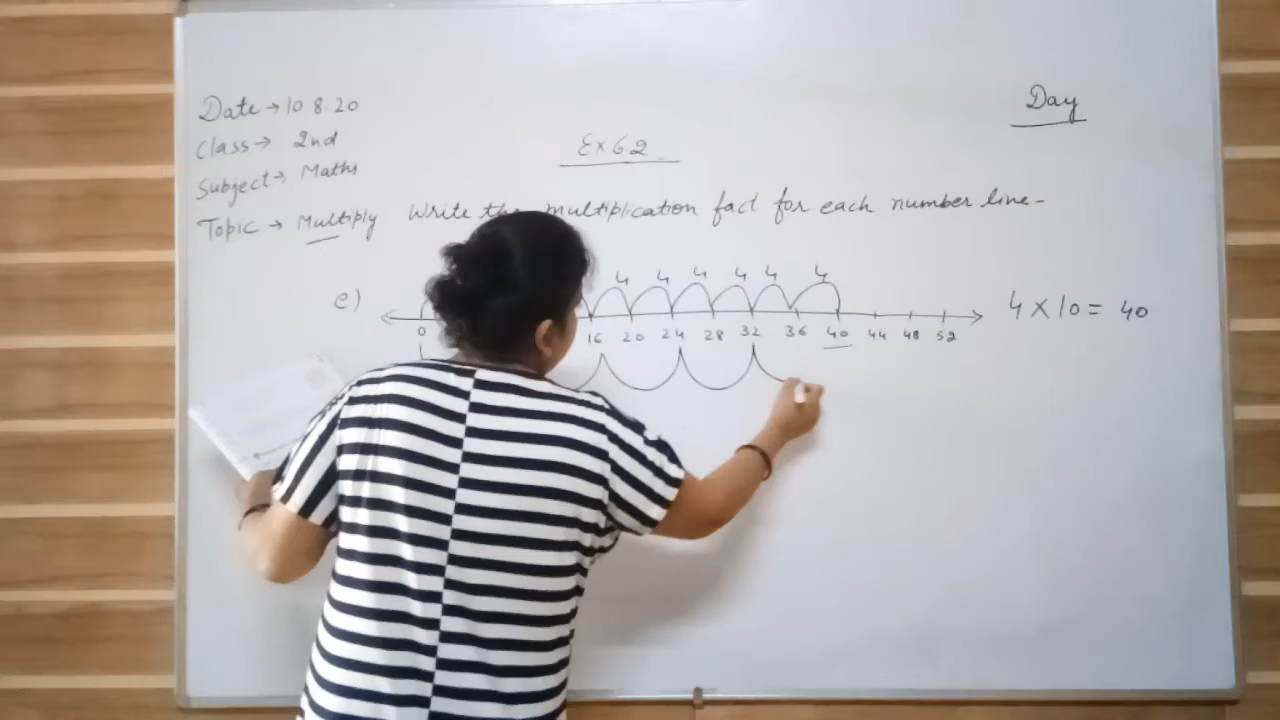 Day
Date → 10 8 20
Class → 2nd
Ex 6 2
Subject → Maths
Topic → Multiply Write the multiplication fact for each number line-
4 4 4 4 4 4
e) 4 × 10 = 40
0 16 20 24 28 32 36 40 44 48 52